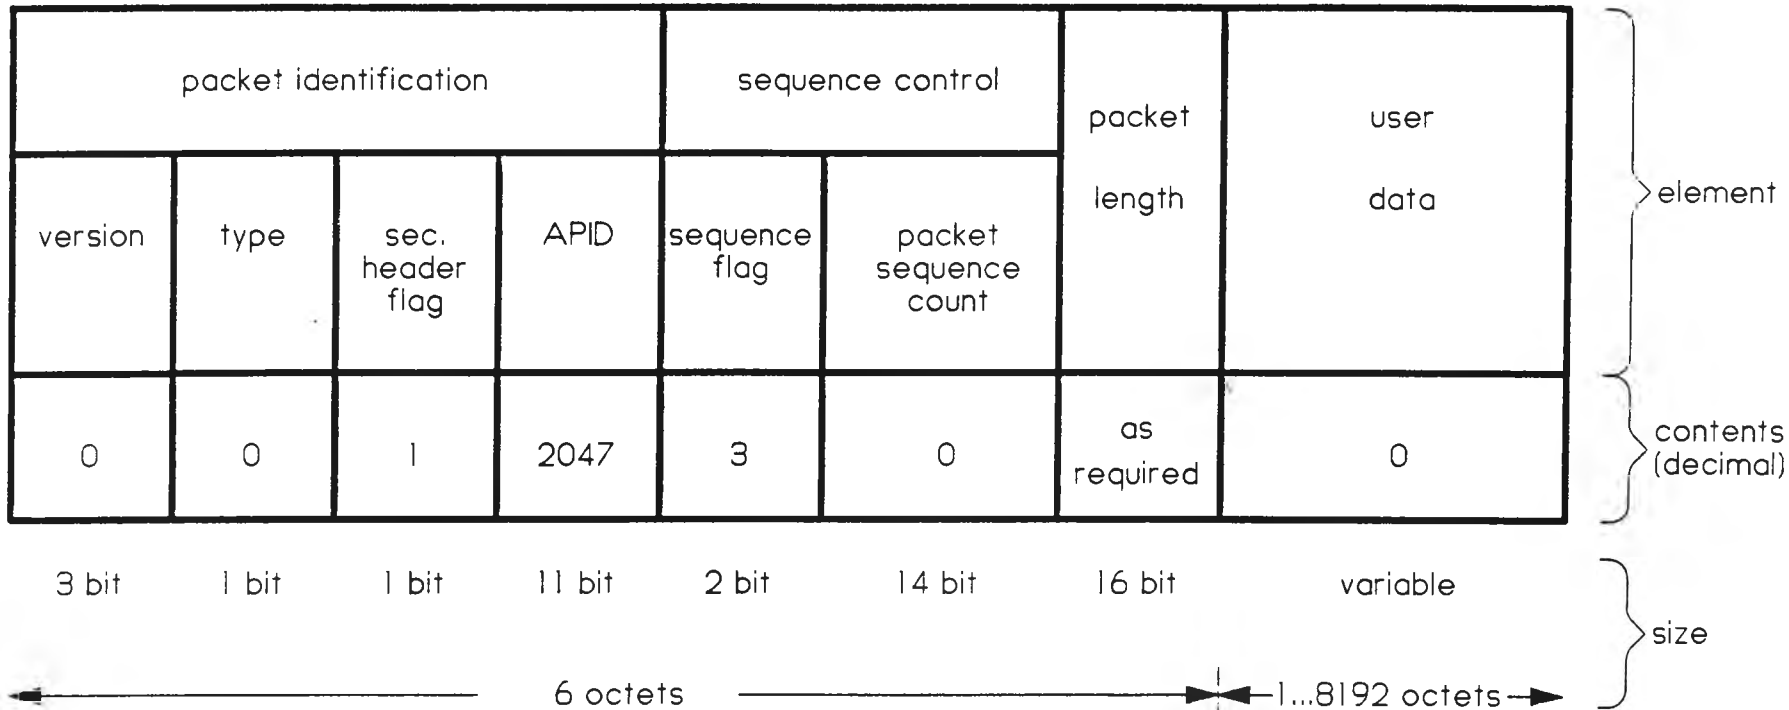 packet identification
sequence control
packet
length
user
data
element
version
type
sec.
header
flag
APID
sequence
flag
packet
sequence
count
0
0
1
2047
3
0
as
required
0
contents
(decimal)
3 bit
1 bit
1 bit
11 bit
2 bit
14 bit
16 bit
variable
size
6 octets
1...8192 octets